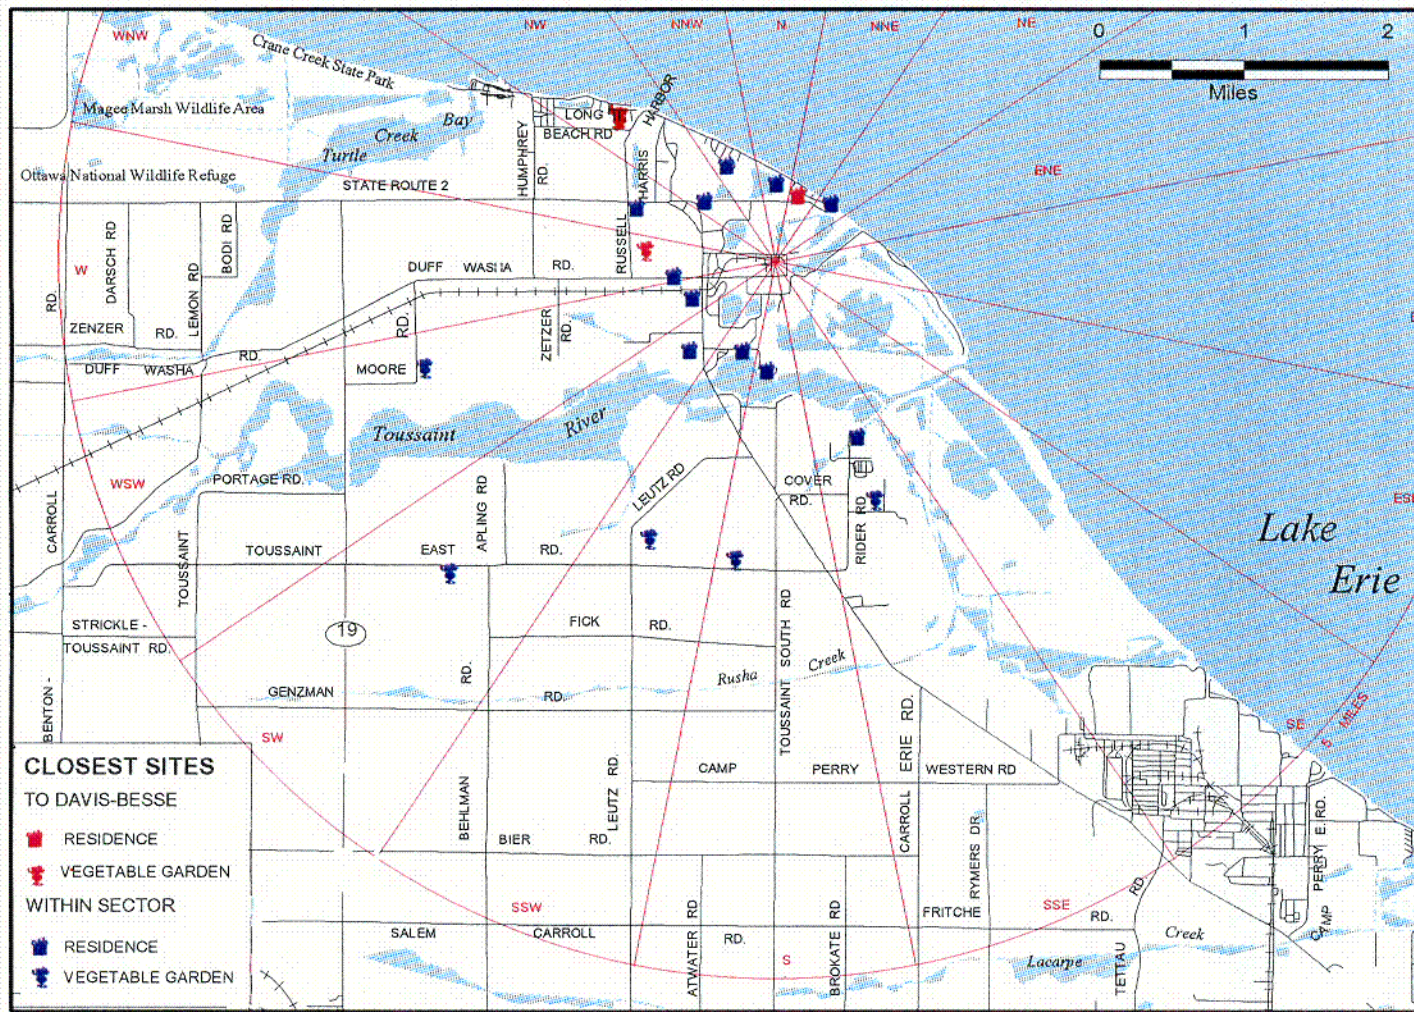 NW
NNW
N
NNE
NE
WNW
0
1
2
Miles
Crane Creek State Park
HARBOR
Magee Marsh Wildlife Area
Bay
LONG
BEACH RD
Creek
Turtle
HUMPHREY
RD.
HARRIS
ENE
Ottawa National Wildlife Refuge
STATE ROUTE 2
DARSCH RD
BODI RD
RUSSELL
W
DUFF WASHA RD.
RD.
LEMON RD
ZENZER RD.
RD.
ZETZER
RD.
RD.
DUFF WASHA
MOORE
Toussaint
River
WSW
PORTAGE RD.
APLING RD
LEUTZ RD
COVER
RD.
RIDER RD
Lake
Erie
CARROLL
TOUSSAINT
TOUSSAINT EAST RD.
STRICKLE -
TOUSSAINT RD.
19
FICK RD.
TOUSSAINT SOUTH RD
Rusha
Creek
BENTON -
GENZMAN RD.
RD.
SW
ERIE RD.
SE
5 MILES
CAMP PERRY
WESTERN RD
BEHLMAN
LEUTZ RD.
BIER RD.
CARROLL
RYMERS DR
PERRY E. RD.
CAMP
CLOSEST SITES
TO DAVIS-BESSE
RESIDENCE
VEGETABLE GARDEN
WITHIN SECTOR
RESIDENCE
VEGETABLE GARDEN
SSW
SSE
RD
FRITCHE RD.
SALEM CARROLL RD.
ATWATER RD
S
BROKATE RD
TETTAU
Creek
Lacarpe